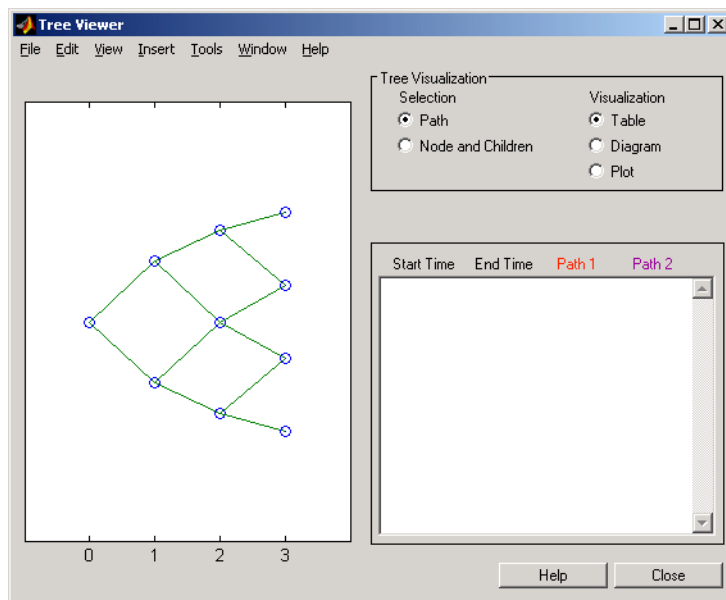 Tree Viewer
File Edit View Insert Tools Window Help
Tree Visualization
Selection Visualization
Path Table
Node and Children Diagram
Plot
Start Time End Time Path 1 Path 2
0 1 2 3
Help Close